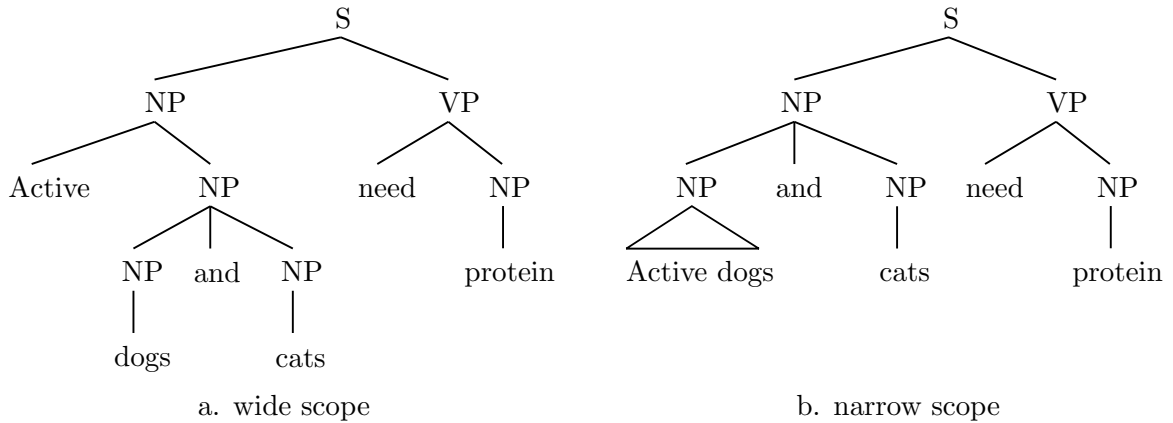 S S
NP VP NP VP
Active NP need NP NP and NP need NP
NP and NP protein Active dogs cats protein
dogs cats
a. wide scope b. narrow scope